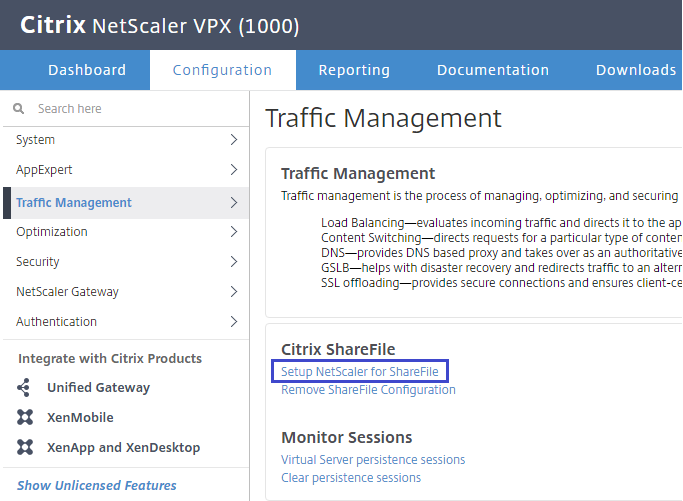 Citrix NetScaler VPX (1000)
Dashboard Configuration Reporting Documentation Downloads
Search here
System
AppExpert
Traffic Management
Optimization
Security
NetScaler Gateway
Authentication
Integrate with Citrix Products
Unified Gateway
XenMobile
XenApp and XenDesktop
Show Unlicensed Features
Traffic Management
Traffic Management
Traffic management is the process of managing, optimizing, and securing
Load Balancing—evaluates incoming traffic and directs it to the ap
Content Switching—directs requests for a particular type of conten
DNS—provides DNS based proxy and takes over as an authoritative
GSLB—helps with disaster recovery and redirects traffic to an altern
SSL offloading—provides secure connections and ensures client-ce
Citrix ShareFile
Setup NetScaler for ShareFile
Remove ShareFile Configuration
Monitor Sessions
Virtual Server persistence sessions
Clear persistence sessions